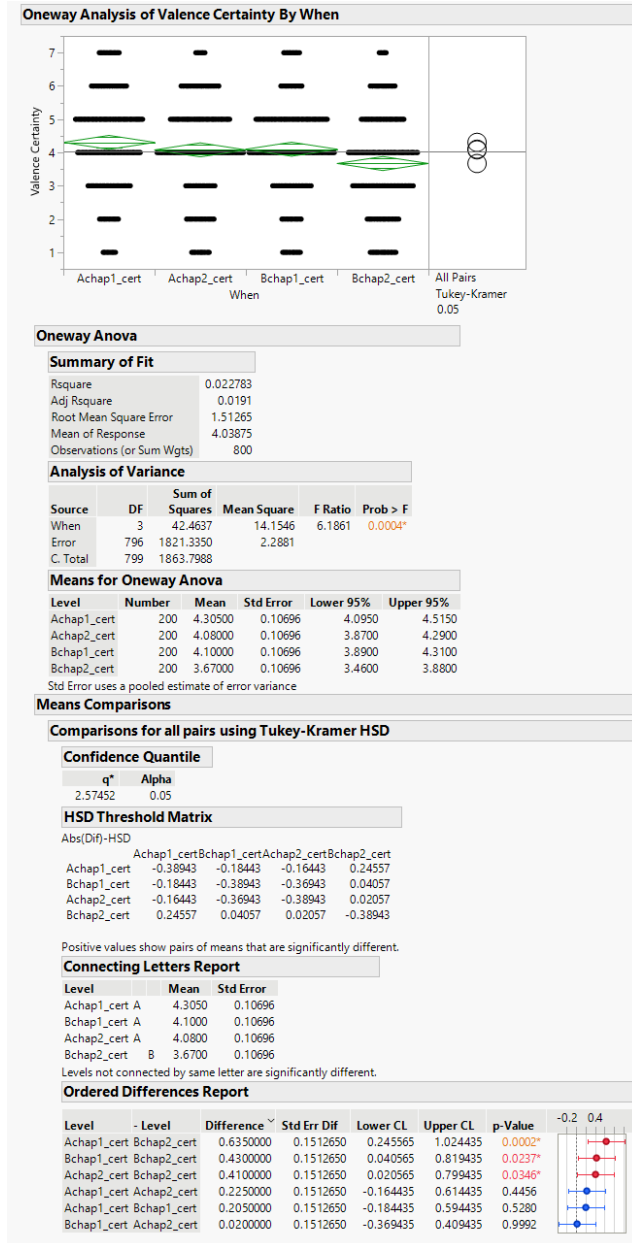 Oneway Analysis of Valence Certainty By When
7
6
5
4
3
2
1
Valence Certainty
Achap1_cert Achap2_cert Bchap1_cert Bchap2_cert All Pairs
When Tukey-Kramer
0.05
Oneway Anova
Summary of Fit
Rsquare 0.022783
Adj Rsquare 0.0191
Root Mean Square Error 1.51265
Mean of Response 4.03875
Observations (or Sum Wgts) 800
Analysis of Variance
Sum of
Source DF Squares Mean Square F Ratio Prob > F
When 3 42.4637 14.1546 6.1861 0.0004*
Error 796 1821.3350 2.2881
C. Total 799 1863.7988
Means for Oneway Anova
Level Number Mean Std Error Lower 95% Upper 95%
Achap1_cert 200 4.30500 0.10696 4.0950 4.5150
Achap2_cert 200 4.08000 0.10696 3.8700 4.2900
Bchap1_cert 200 4.10000 0.10696 3.8900 4.3100
Bchap2_cert 200 3.67000 0.10696 3.4600 3.8800
Std Error uses a pooled estimate of error variance
Means Comparisons
Comparisons for all pairs using Tukey-Kramer HSD
Confidence Quantile
q* Alpha
2.57452 0.05
HSD Threshold Matrix
Abs(Dif)-HSD
Achap1_cert Bchap1_cert Achap2_cert Bchap2_cert
Achap1_cert -0.38943 -0.18443 -0.16443 0.24557
Bchap1_cert -0.18443 -0.38943 -0.36943 0.04057
Achap2_cert -0.16443 -0.36943 -0.38943 0.02057
Bchap2_cert 0.24557 0.04057 0.02057 -0.38943
Positive values show pairs of means that are significantly different.
Connecting Letters Report
Level Mean Std Error
Achap1_cert A 4.3050 0.10696
Bchap1_cert A 4.1000 0.10696
Achap2_cert A 4.0800 0.10696
Bchap2_cert B 3.6700 0.10696
Levels not connected by same letter are significantly different.
Ordered Differences Report
Level - Level Difference Std Err Dif Lower CL Upper CL p-Value -0.2 0.4
Achap1_cert Bchap2_cert 0.6350000 0.1512650 0.245565 1.024435 0.0002*
Bchap1_cert Bchap2_cert 0.4300000 0.1512650 0.040565 0.819435 0.0237*
Achap2_cert Bchap2_cert 0.4100000 0.1512650 0.020565 0.799435 0.0346*
Achap1_cert Achap2_cert 0.2250000 0.1512650 -0.164435 0.614435 0.4456
Achap1_cert Bchap1_cert 0.2050000 0.1512650 -0.184435 0.594435 0.5280
Bchap1_cert Achap2_cert 0.0200000 0.1512650 -0.369435 0.409435 0.9992